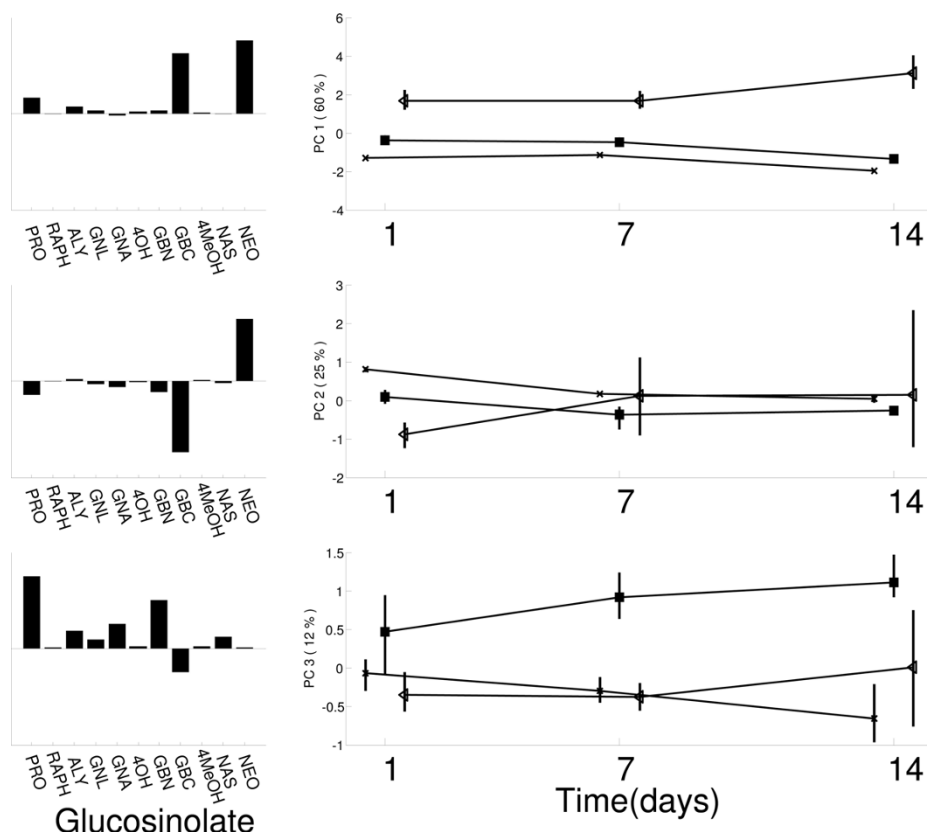 6
4
2
0
-2
-4
PC 1 ( 60 % )
PRO RAPH ALY GNL GNA 4OH GBN GBC 4MeOH NAS NEO
1 7 14
3
2
1
0
-1
-2
PC 2 ( 25 % )
PRO RAPH ALY GNL GNA 4OH GBN GBC 4MeOH NAS NEO
1 7 14
1.5
1
0.5
0
-0.5
-1
PC 3 ( 12 % )
PRO RAPH ALY GNL GNA 4OH GBN GBC 4MeOH NAS NEO
1 7 14
Glucosinolate
Time(days)